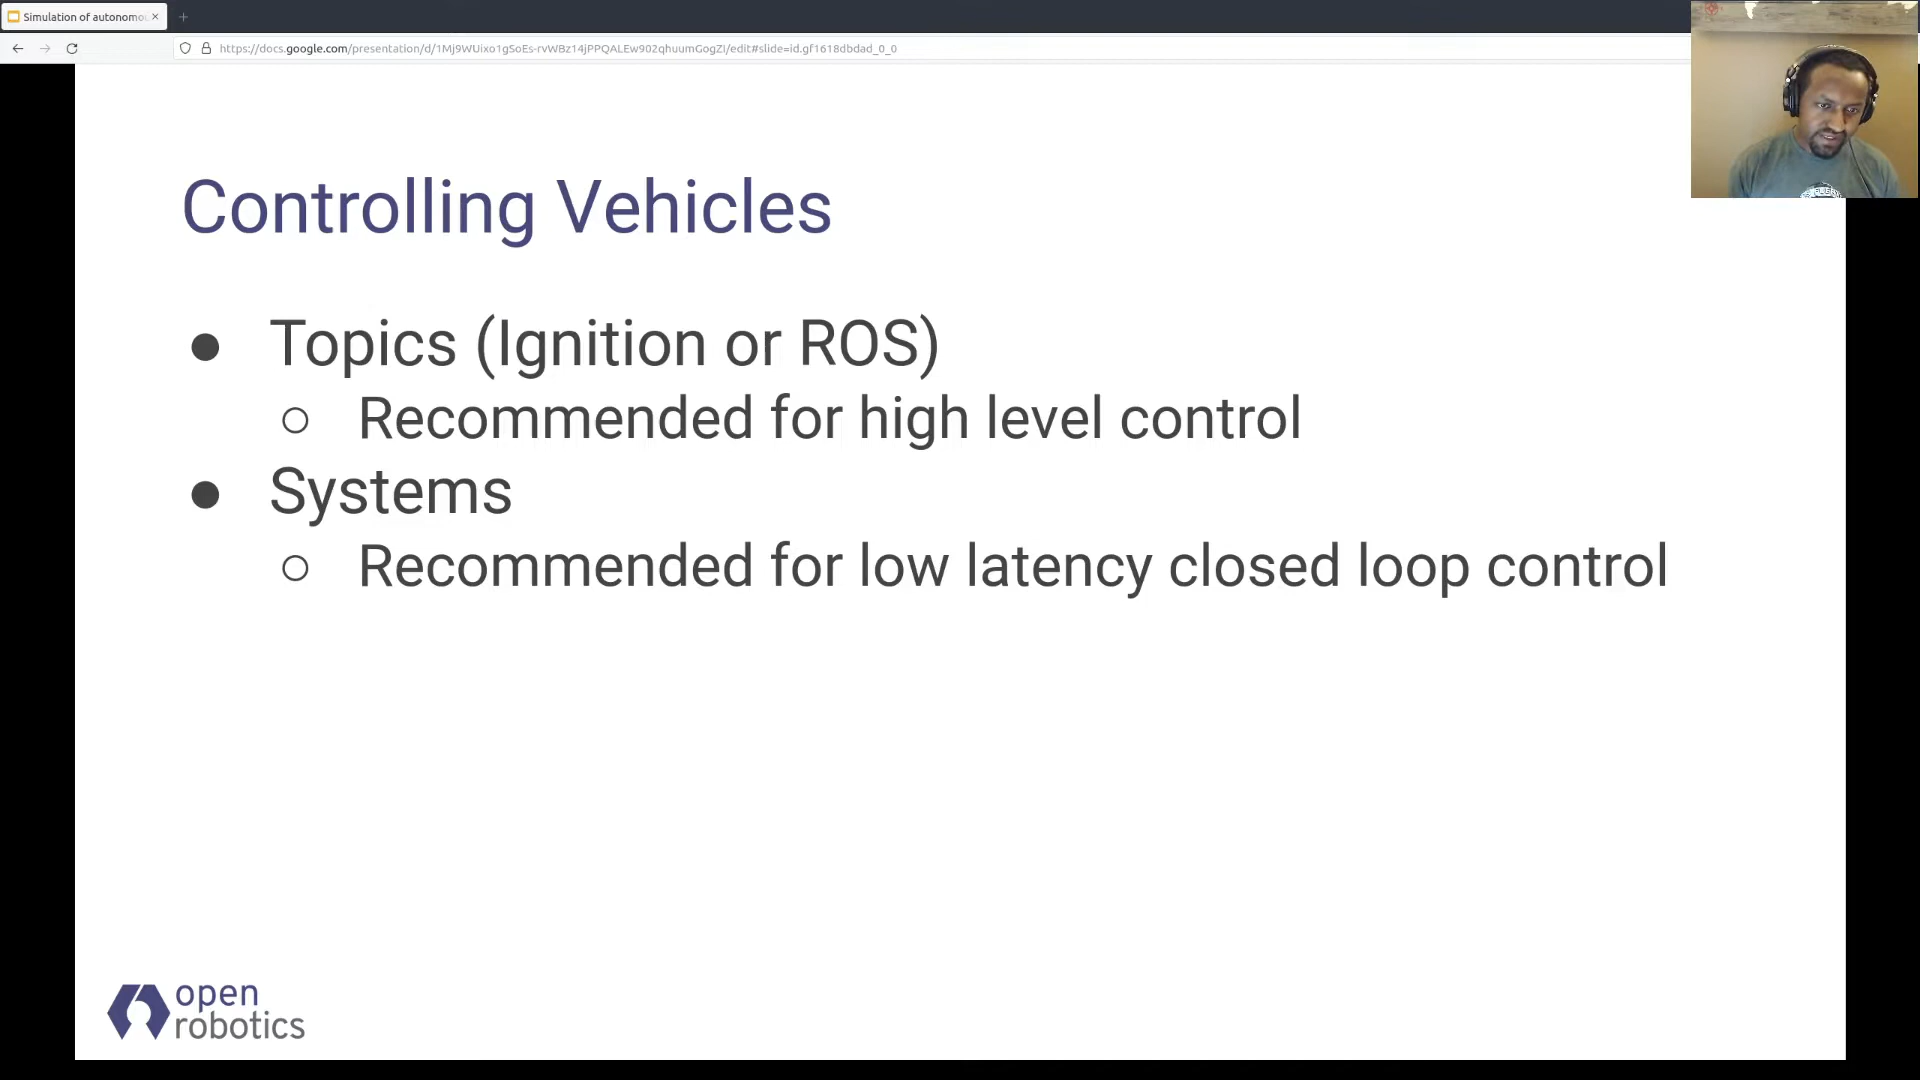 Simulation of autonomo
https://docs.google.com/presentation/d/1Mj9WUixo1gSoEs-rvWBz14jPPQALEw902qhuumGogZI/edit#slide=id.gf1618dbdad_0_0
Controlling Vehicles
● Topics (Ignition or ROS)
○ Recommended for high level control
● Systems
○ Recommended for low latency closed loop control
open
robotics